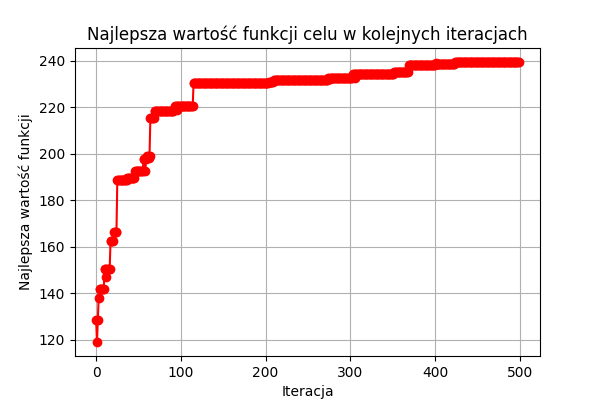 Najlepsza wartość funkcji celu w kolejnych iteracjach
Najlepsza wartość funkcji
240
220
200
180
160
140
120
0 100 200 300 400 500
Iteracja